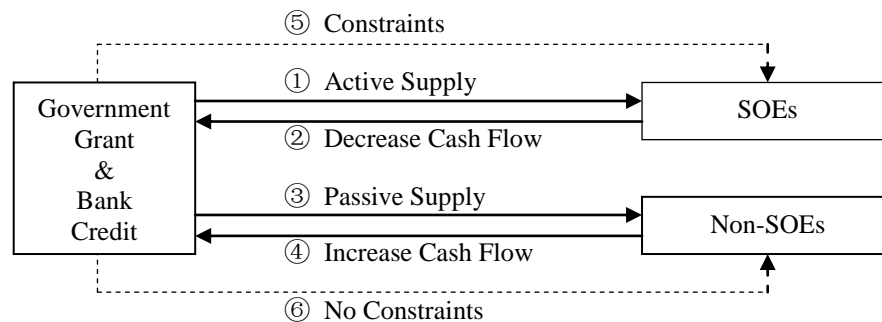 ⑤ Constraints
① Active Supply
Government
Grant
&
Bank
Credit
SOEs
② Decrease Cash Flow
③ Passive Supply
Non-SOEs
④ Increase Cash Flow
⑥ No Constraints